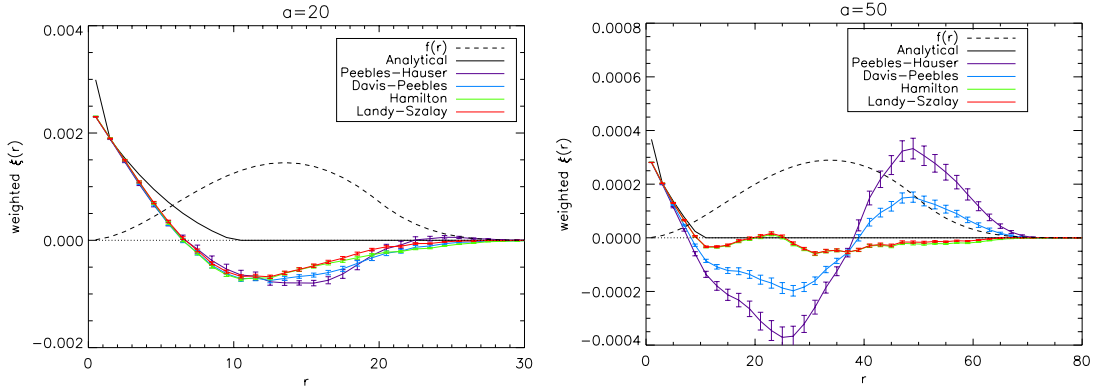 a=20
0.004
0.002
0.000
−0.002
weighted ξ(r)
f(r)
Analytical
Peebles−Hauser
Davis−Peebles
Hamilton
Landy−Szalay
0
10
20
30
r
a=50
0.0008
0.0006
0.0004
0.0002
0.0000
−0.0002
−0.0004
weighted ξ(r)
f(r)
Analytical
Peebles−Hauser
Davis−Peebles
Hamilton
Landy−Szalay
0
20
40
60
80
r